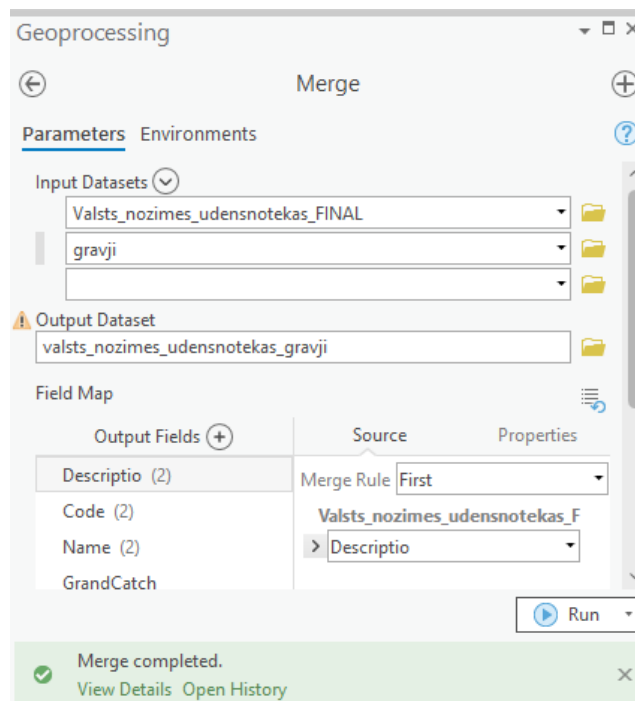 Geoprocessing
Merge
Parameters Environments
Input Datasets
Valsts_nozimes_udensnotekas_FINAL
gravji
Output Dataset
valsts_nozimes_udensnotekas_gravji
Field Map
Output Fields Source Properties
Descriptio (2) Merge Rule First
Code (2) Valsts_nozimes_udensnotekas_F
Name (2) Descriptio
GrandCatch
Run
Merge completed.
View Details Open History